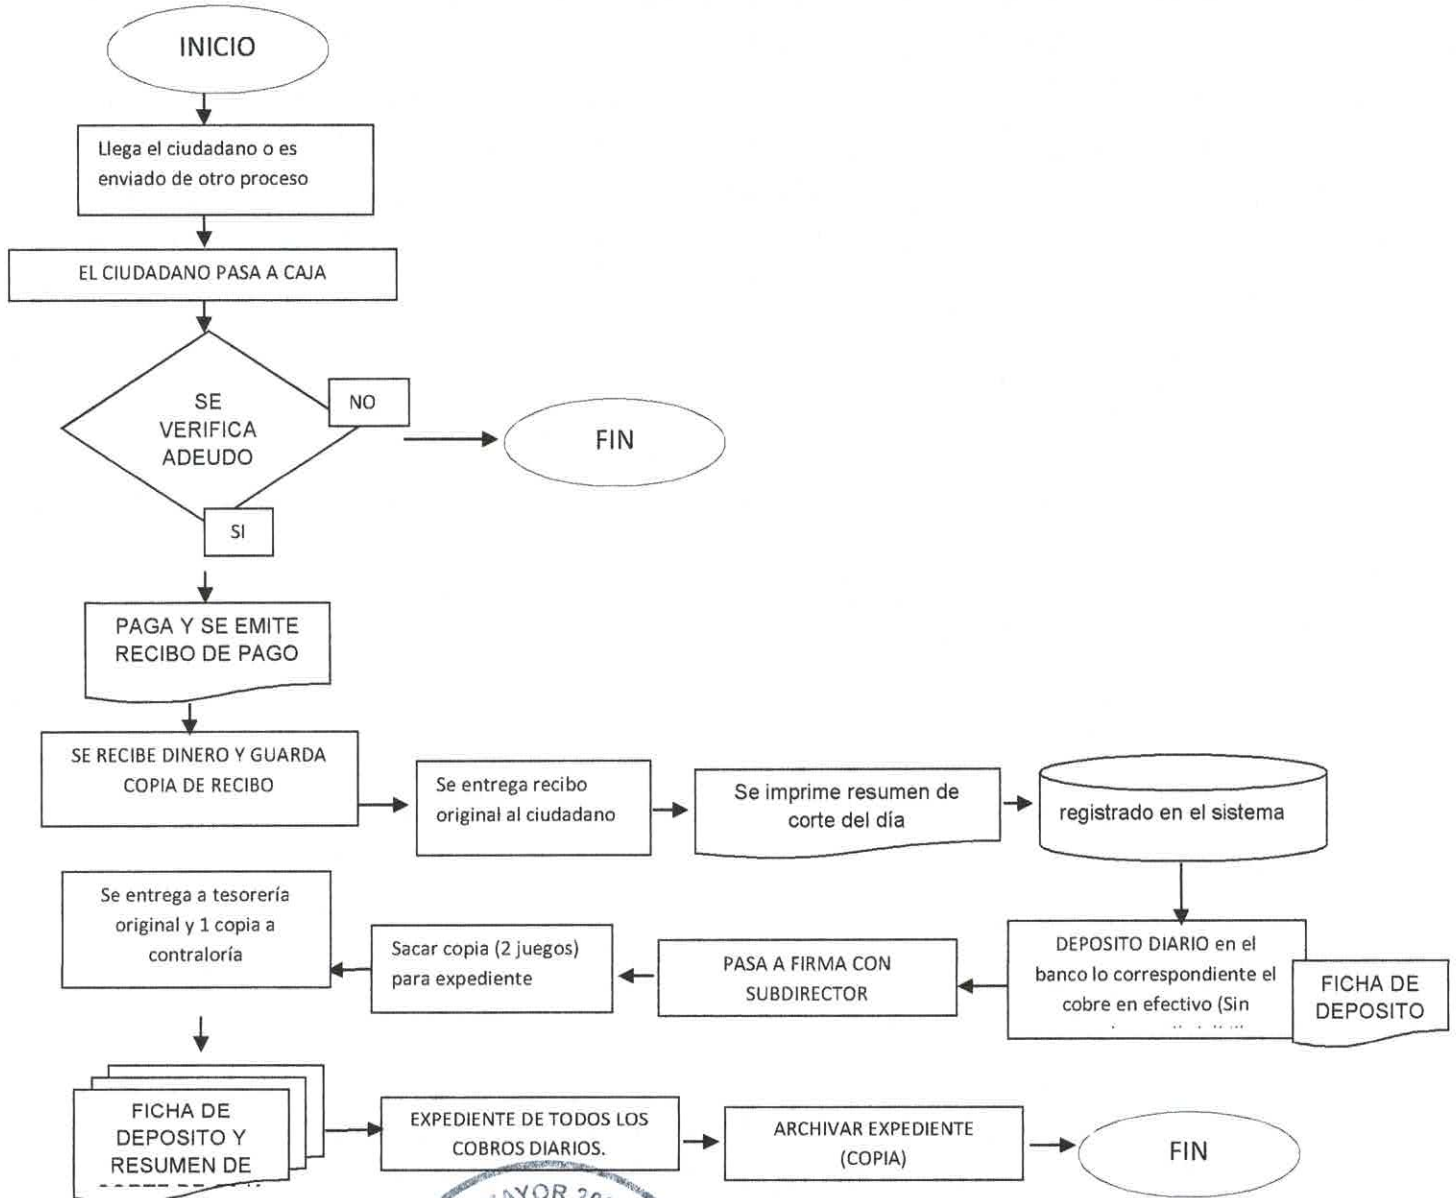 INICIO
Llega el ciudadano o es
enviado de otro proceso
EL CIUDADANO PASA A CAJA
SE
VERIFICA
ADEUDO
NO
FIN
SI
PAGA Y SE EMITE
RECIBO DE PAGO
SE RECIBE DINERO Y GUARDA
COPIA DE RECIBO
Se entrega recibo
original al ciudadano
Se imprime resumen de
corte del día
registrado en el sistema
DEPOSITO DIARIO en el
banco lo correspondiente el
cobre en efectivo (Sin
FICHA DE
DEPOSITO
PASA A FIRMA CON
SUBDIRECTOR
Sacar copia (2 juegos)
para expediente
Se entrega a tesorería
original y 1 copia a
contraloría
FICHA DE
DEPOSITO Y
RESUMEN DE
EXPEDIENTE DE TODOS LOS
COBROS DIARIOS.
ARCHIVAR EXPEDIENTE
(COPIA)
FIN